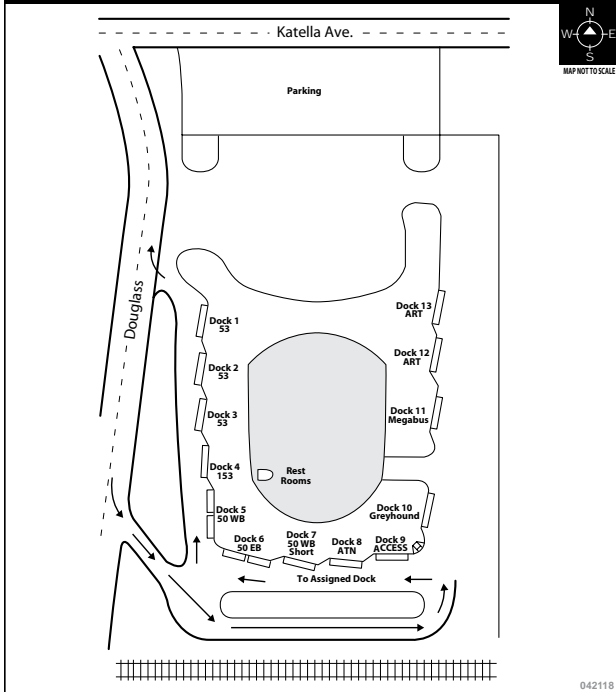 Katella Ave.
N
W
E
S
MAP NOT TO SCALE
Parking
Douglass
Dock 1
53
Dock 2
53
Dock 3
53
Dock 4
153
Dock 5
50 WB
Dock 6
50 EB
Dock 7
50 WB
Short
Dock 8
ATN
Dock 9
ACCESS
Dock 10
Greyhound
Dock 11
Megabus
Dock 12
ART
Dock 13
ART
Rest
Rooms
To Assigned Dock
042118